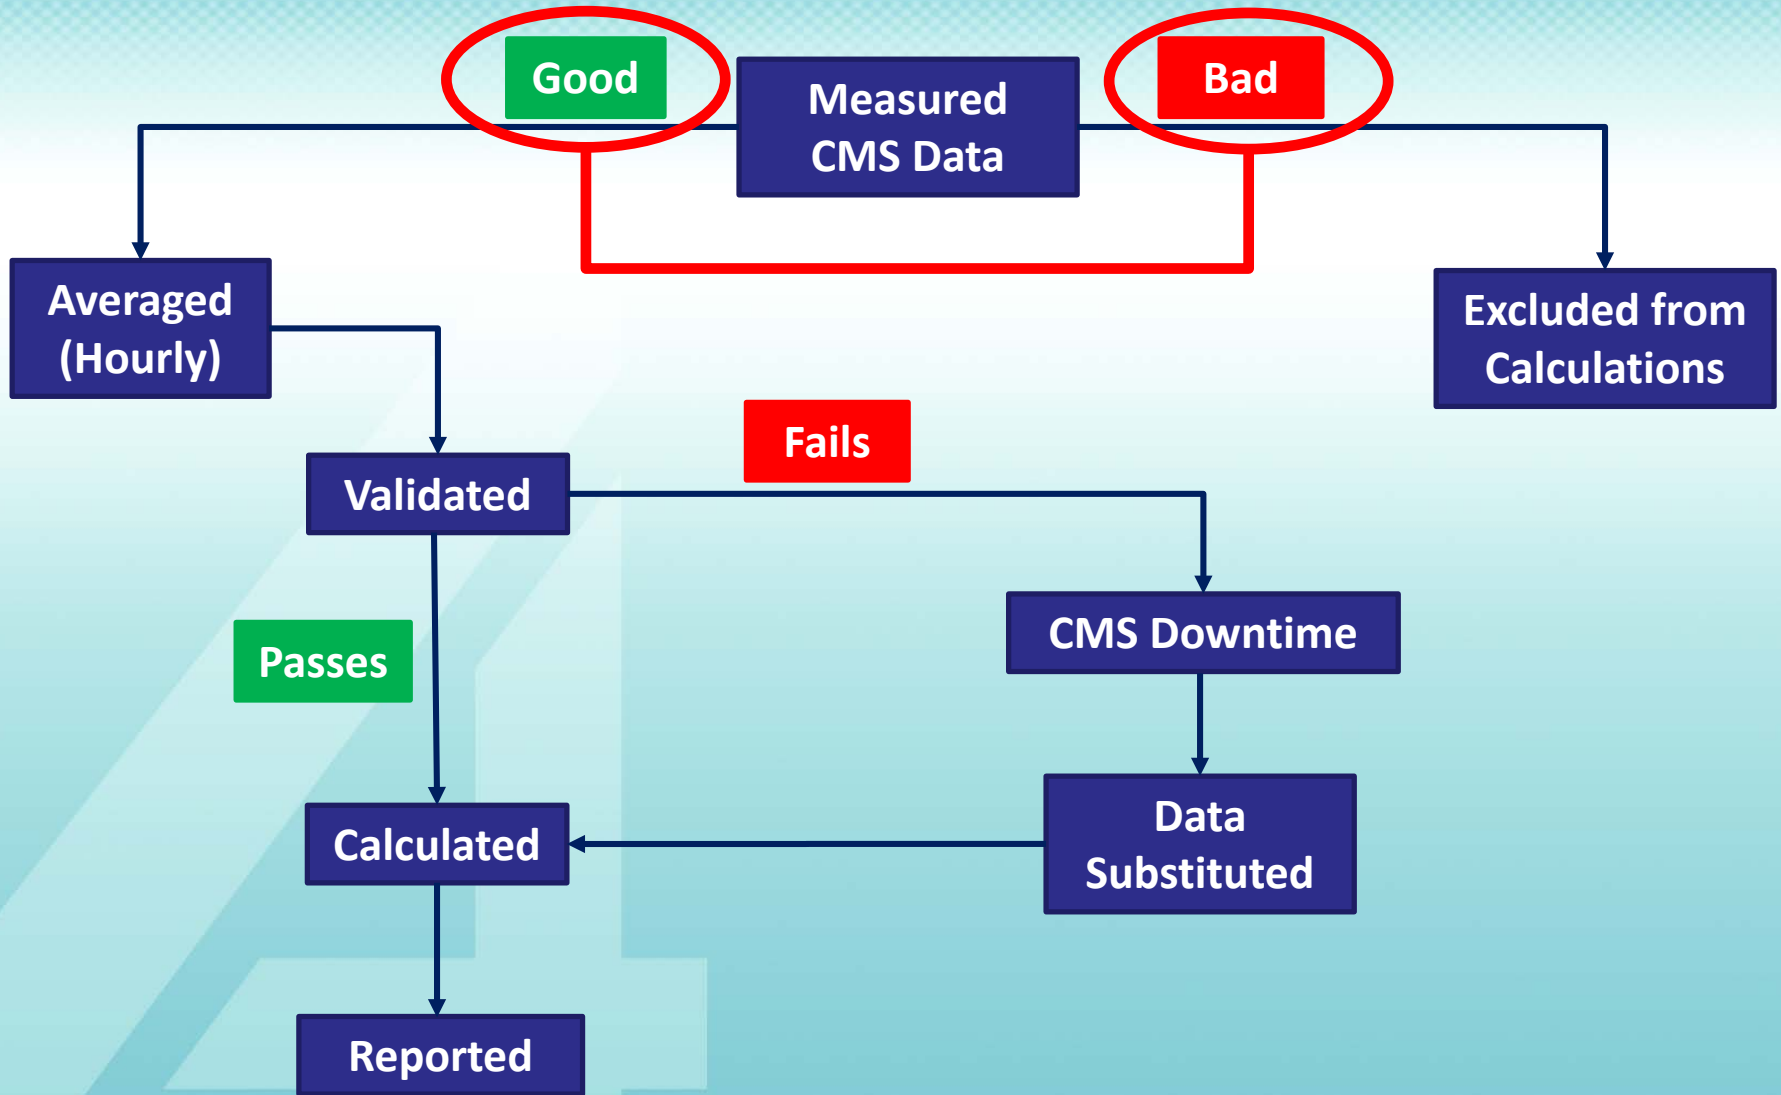 Good
Measured
CMS Data
Bad
Averaged
(Hourly)
Excluded from
Calculations
Fails
Validated
CMS Downtime
Passes
Data
Substituted
Calculated
Reported